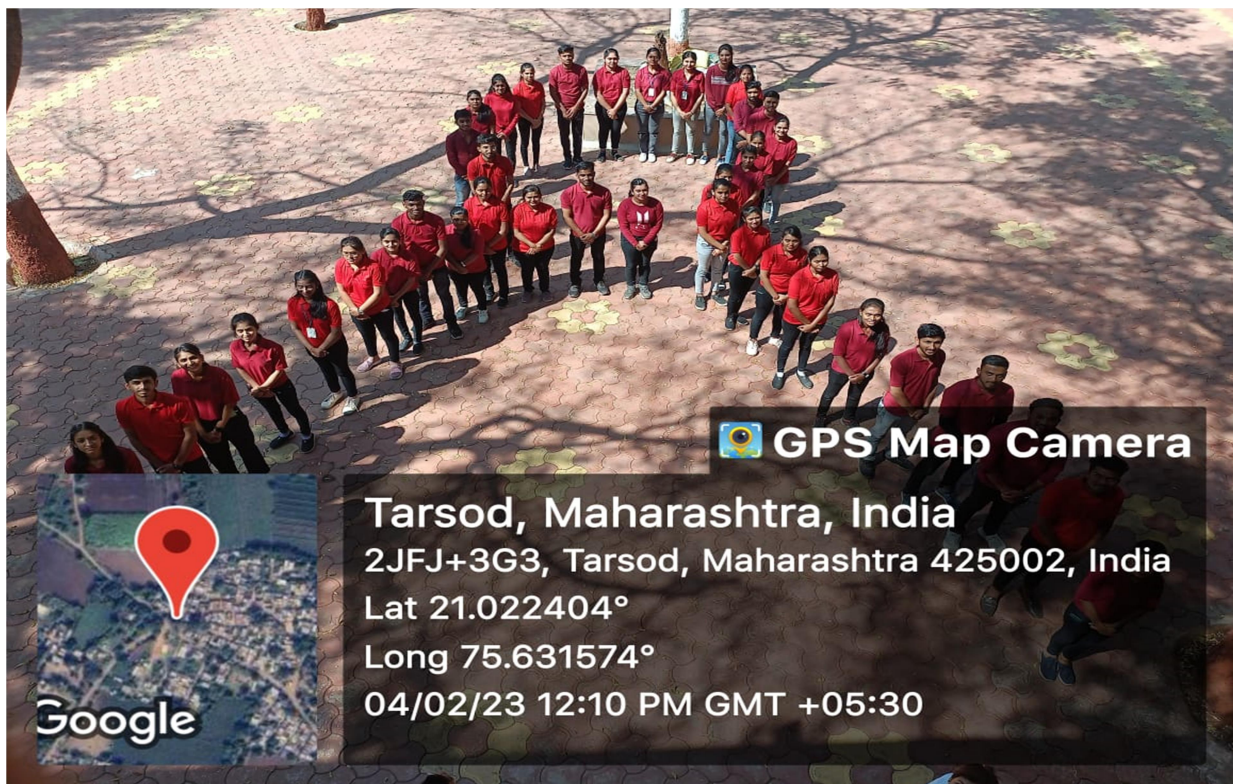 GPS Map Camera
Tarsod, Maharashtra, India
2JFJ+3G3, Tarsod, Maharashtra 425002, India
Lat 21.022404°
Long 75.631574°
04/02/23 12:10 PM GMT +05:30
Google